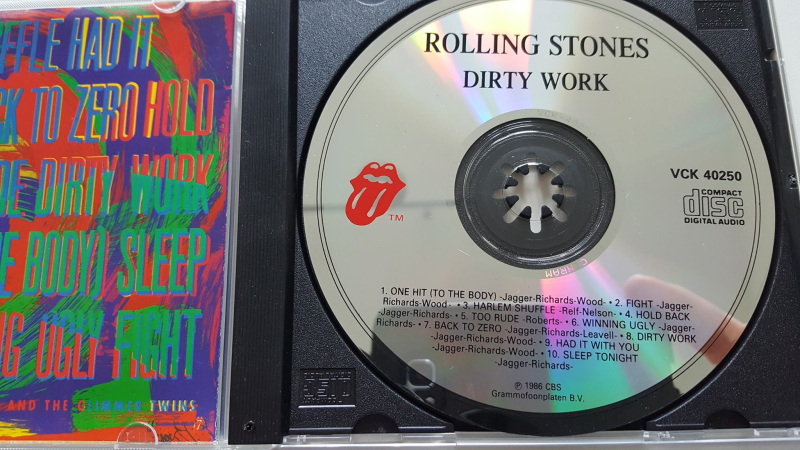 FFLE HAD IT
CK TO ZERO HOLD
DE DIRTY WORK
E BODY) SLEEP
NG UGLY FIGHT
AND THE GLIMMER TWINS
ROLLING STONES
DIRTY WORK
TM
VCK 40250
COMPACT
disc
DIGITAL AUDIO
1. ONE HIT (TO THE BODY) -Jagger-Richards-Wood- • 2. FIGHT -Jagger-
Richards-Wood- • 3. HARLEM SHUFFLE -Relf-Nelson- • 4. HOLD BACK
-Jagger-Richards- • 5. TOO RUDE -Roberts- • 6. WINNING UGLY -Jagger-
Richards- • 7. BACK TO ZERO -Jagger-Richards-Leavell- • 8. DIRTY WORK
-Jagger-Richards-Wood- • 9. HAD IT WITH YOU
-Jagger-Richards-Wood- • 10. SLEEP TONIGHT
-Jagger-Richards-
℗ 1986 CBS
Grammofoonplaten B.V.